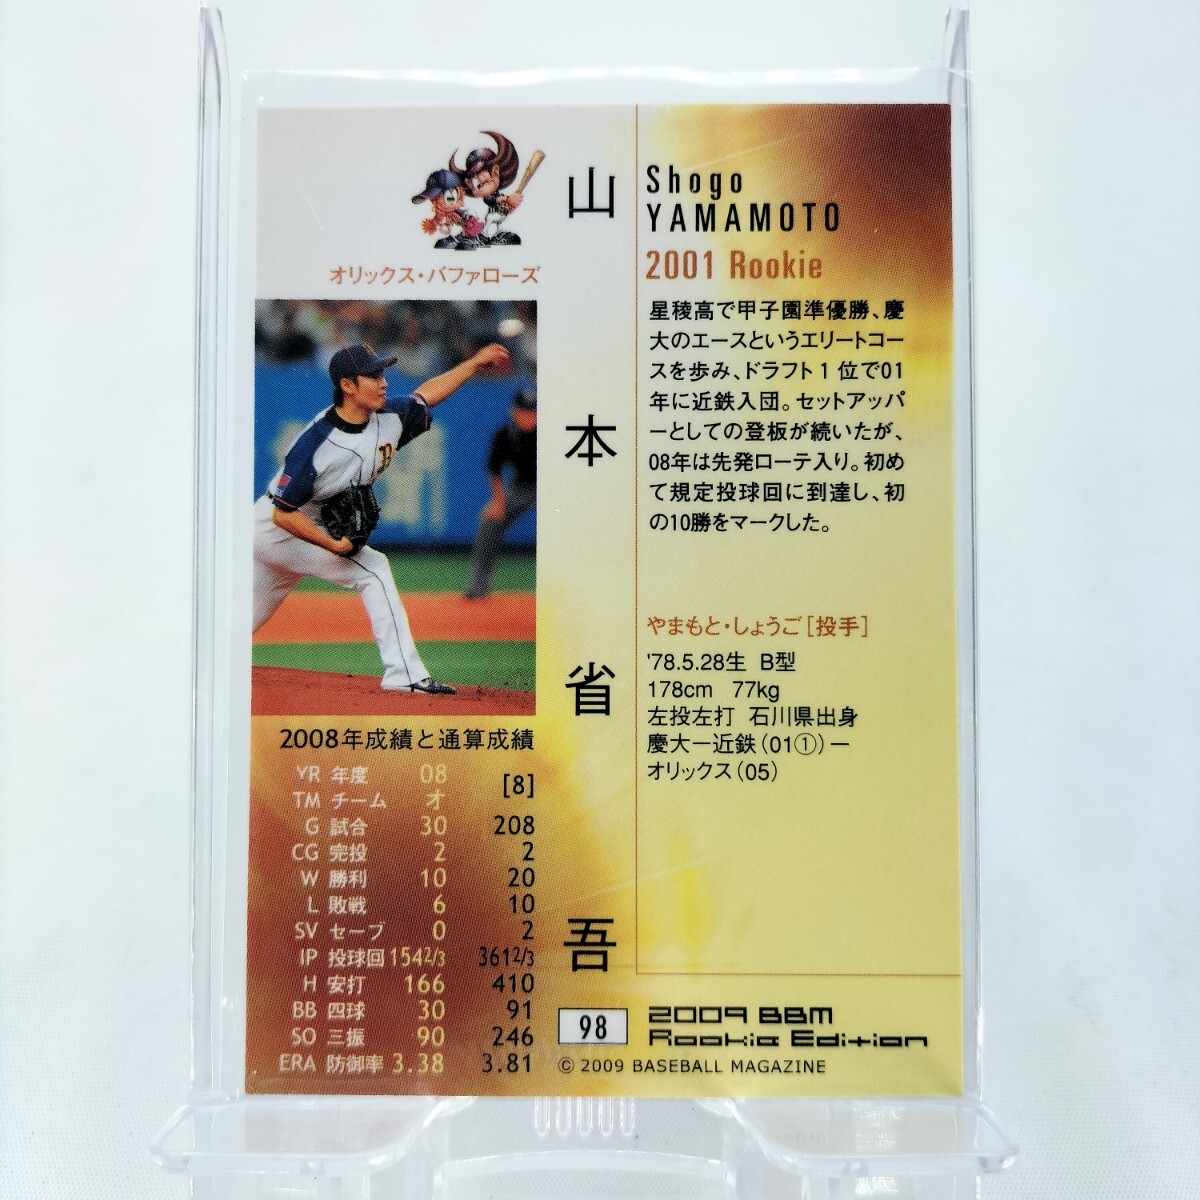 山本省吾
Shogo
YAMAMOTO
2001 Rookie
オリックス・バファローズ
星稜高で甲子園準優勝、慶
大のエースというエリートコー
スを歩み、ドラフト1位で01
年に近鉄入団。セットアッパ
ーとしての登板が続いたが、
08年は先発ローテ入り。初め
て規定投球回に到達し、初
の10勝をマークした。
やまもと・しょうご[投手]
'78.5.28生 B型
178cm 77kg
左投左打 石川県出身
慶大ー近鉄(01①)ー
オリックス(05)
2008年成績と通算成績
YR 年度 08 [8]
TM チーム オ
G 試合 30 208
CG 完投 2 2
W 勝利 10 20
L 敗戦 6 10
SV セーブ 0 2
IP 投球回 154 2/3 361 2/3
H 安打 166 410
BB 四球 30 91
SO 三振 90 246
ERA 防御率 3.38 3.81
98
2009 BBM
Rookie Edition
© 2009 BASEBALL MAGAZINE